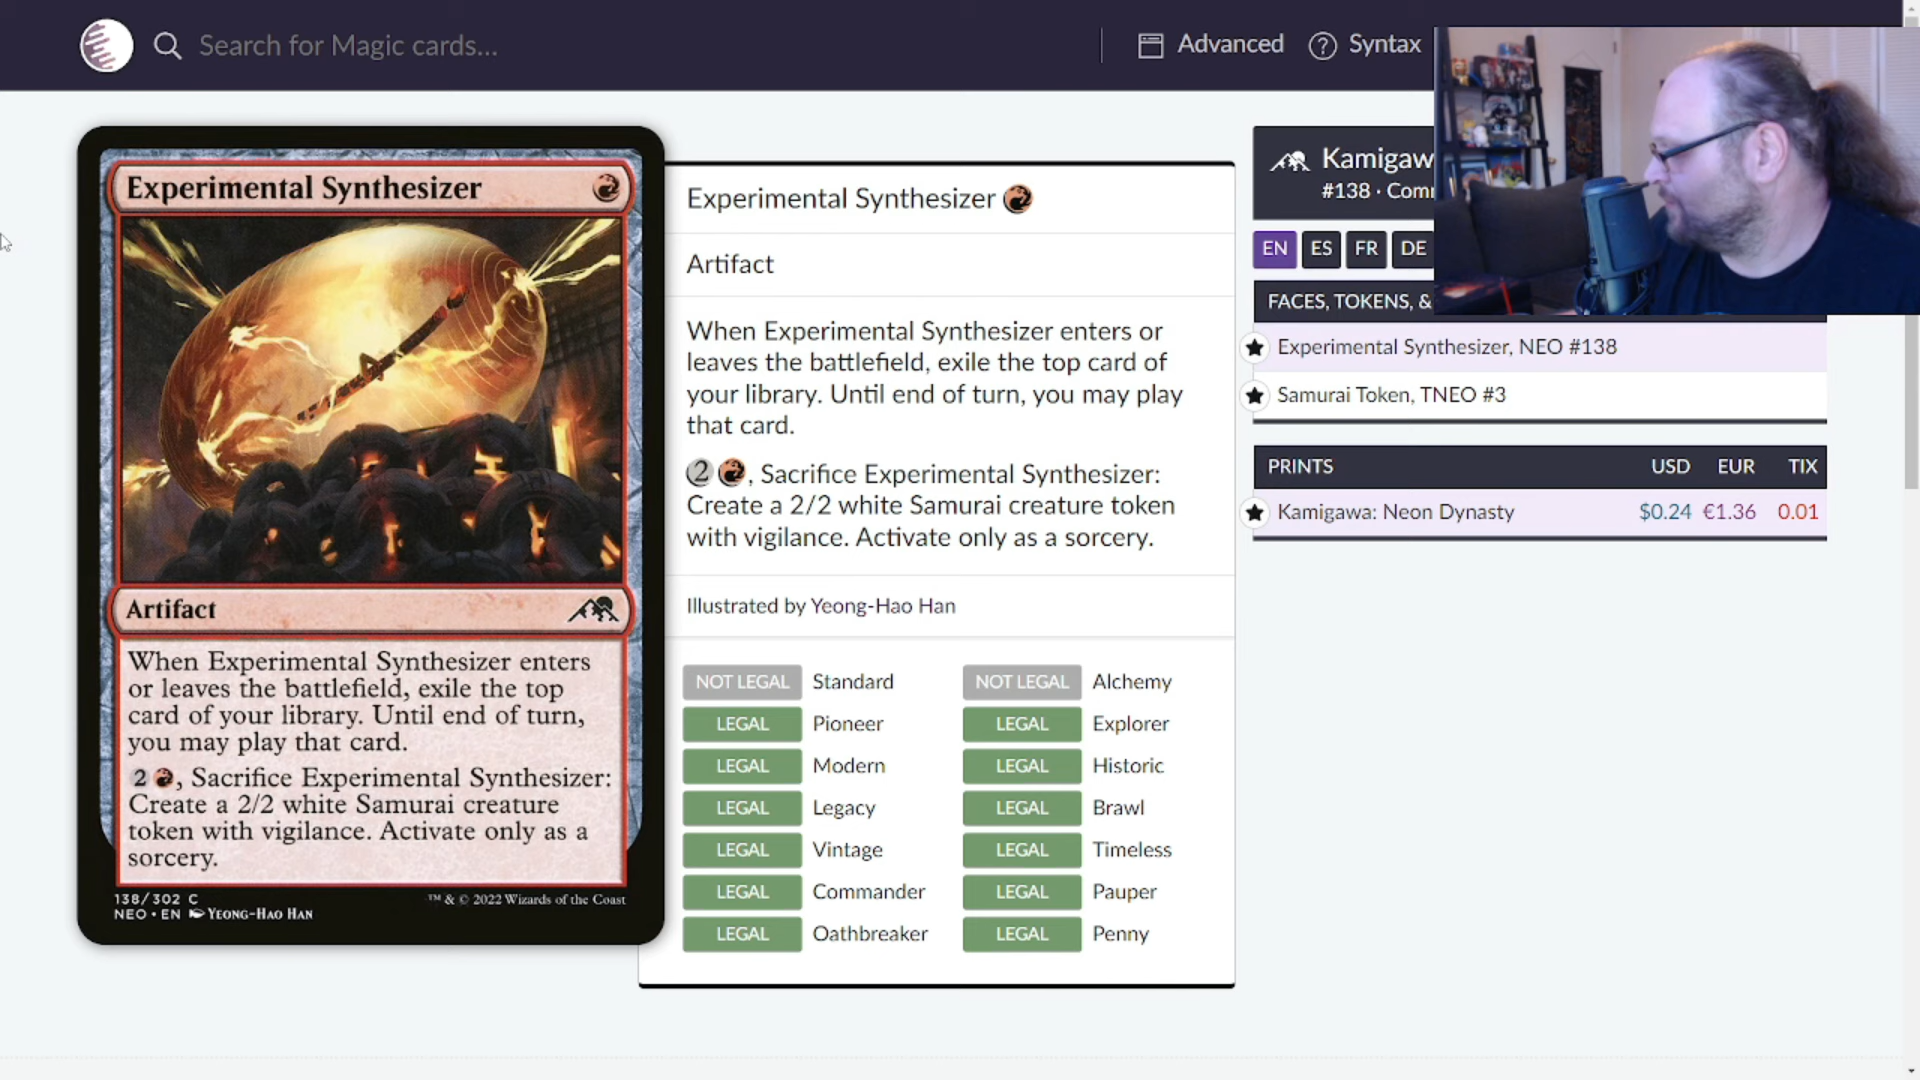 Search for Magic cards...
Advanced
Syntax
Experimental Synthesizer
Artifact
When Experimental Synthesizer enters
or leaves the battlefield, exile the top
card of your library. Until end of turn,
you may play that card.
2, Sacrifice Experimental Synthesizer:
Create a 2/2 white Samurai creature
token with vigilance. Activate only as a
sorcery.
138/302 C
NEO • EN YEONG-HAO HAN
™ & © 2022 Wizards of the Coast
Experimental Synthesizer
Artifact
When Experimental Synthesizer enters or
leaves the battlefield, exile the top card of
your library. Until end of turn, you may play
that card.
2, Sacrifice Experimental Synthesizer:
Create a 2/2 white Samurai creature token
with vigilance. Activate only as a sorcery.
Illustrated by Yeong-Hao Han
NOT LEGAL Standard NOT LEGAL Alchemy
LEGAL Pioneer LEGAL Explorer
LEGAL Modern LEGAL Historic
LEGAL Legacy LEGAL Brawl
LEGAL Vintage LEGAL Timeless
LEGAL Commander LEGAL Pauper
LEGAL Oathbreaker LEGAL Penny
Kamigaw
#138 · Com
EN ES FR DE
FACES, TOKENS, &
Experimental Synthesizer, NEO #138
Samurai Token, TNEO #3
PRINTS USD EUR TIX
Kamigawa: Neon Dynasty $0.24 €1.36 0.01